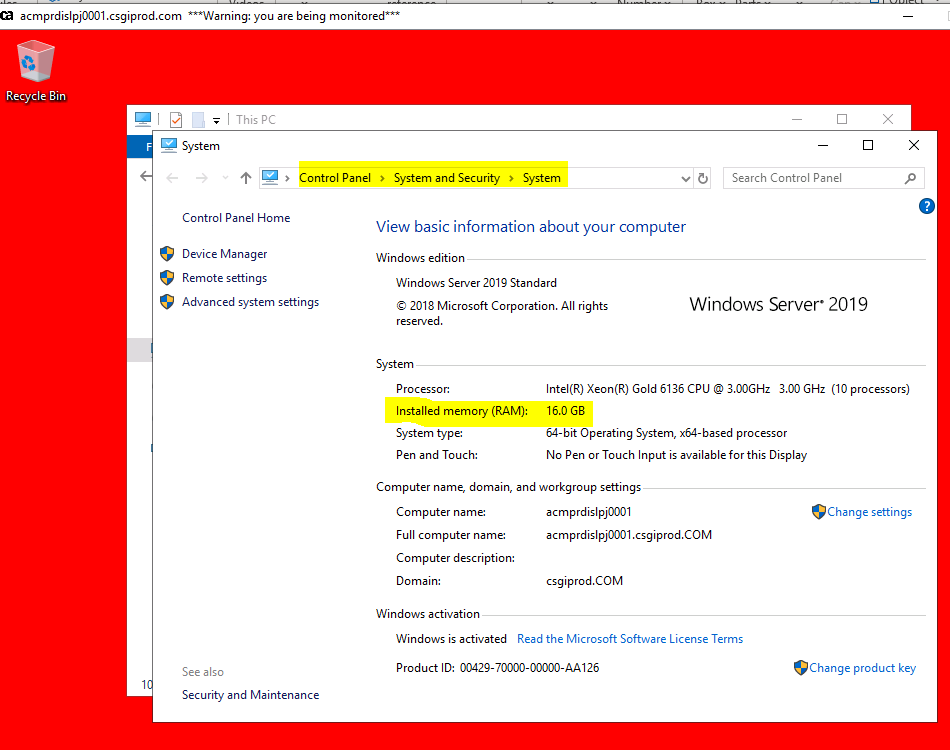 ca acmprdislpj0001.csgiprod.com ***Warning: you are being monitored***
Recycle Bin
This PC
F
System
Control Panel > System and Security > System
Search Control Panel
Control Panel Home
Device Manager
Remote settings
Advanced system settings
View basic information about your computer
Windows edition
Windows Server 2019 Standard
© 2018 Microsoft Corporation. All rights
reserved.
Windows Server® 2019
System
Processor: Intel(R) Xeon(R) Gold 6136 CPU @ 3.00GHz 3.00 GHz (10 processors)
Installed memory (RAM): 16.0 GB
System type: 64-bit Operating System, x64-based processor
Pen and Touch: No Pen or Touch Input is available for this Display
Computer name, domain, and workgroup settings
Computer name: acmprdislpj0001
Change settings
Full computer name: acmprdislpj0001.csgiprod.COM
Computer description:
Domain: csgiprod.COM
Windows activation
Windows is activated Read the Microsoft Software License Terms
Product ID: 00429-70000-00000-AA126
Change product key
See also
Security and Maintenance
10